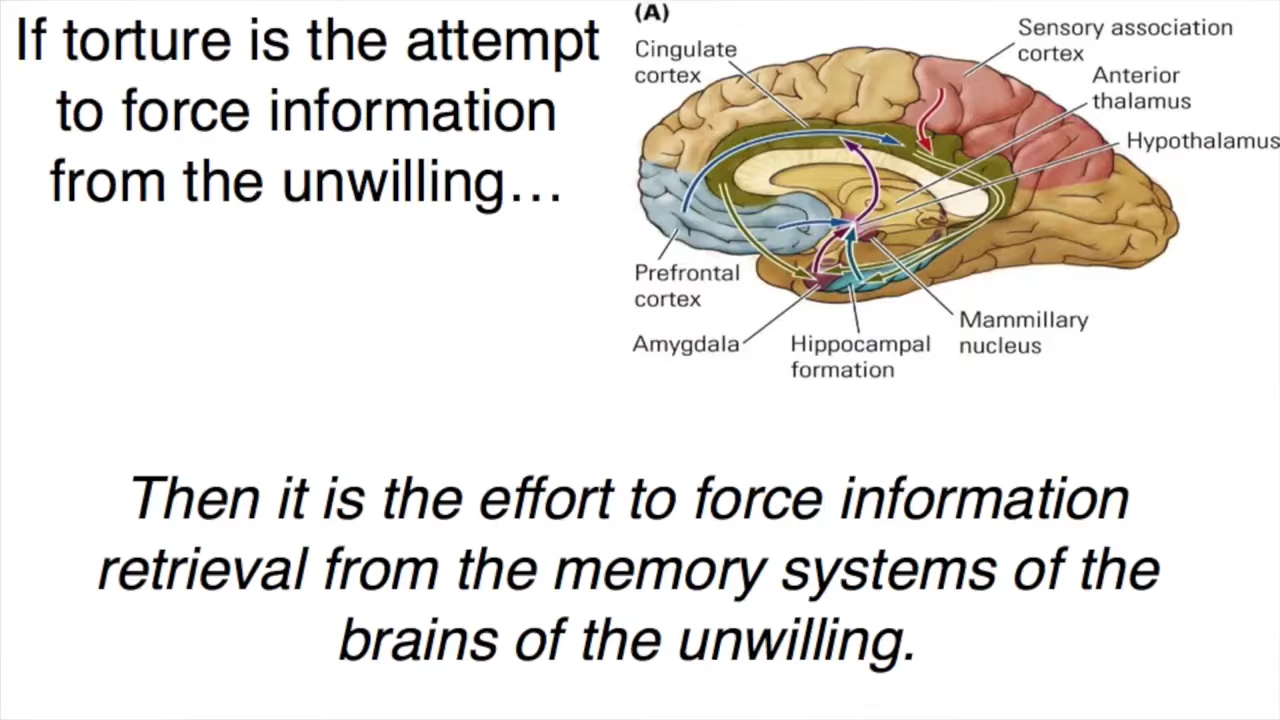 If torture is the attempt
to force information
from the unwilling…
(A)
Cingulate
cortex
Sensory association
cortex
Anterior
thalamus
Hypothalamus
Prefrontal
cortex
Amygdala
Hippocampal
formation
Mammillary
nucleus
Then it is the effort to force information
retrieval from the memory systems of the
brains of the unwilling.